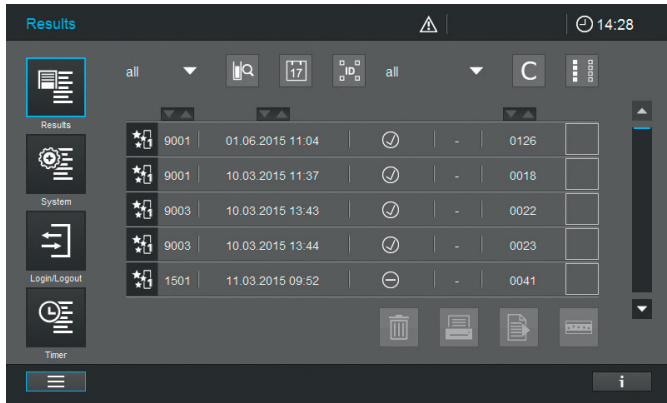 Results
14:28
all
17
ID
all
C
Results
9001 01.06.2015 11:04 - 0126
9001 10.03.2015 11:37 - 0018
System
9003 10.03.2015 13:43 - 0022
9003 10.03.2015 13:44 - 0023
Login/Logout
1501 11.03.2015 09:52 - 0041
Timer
i